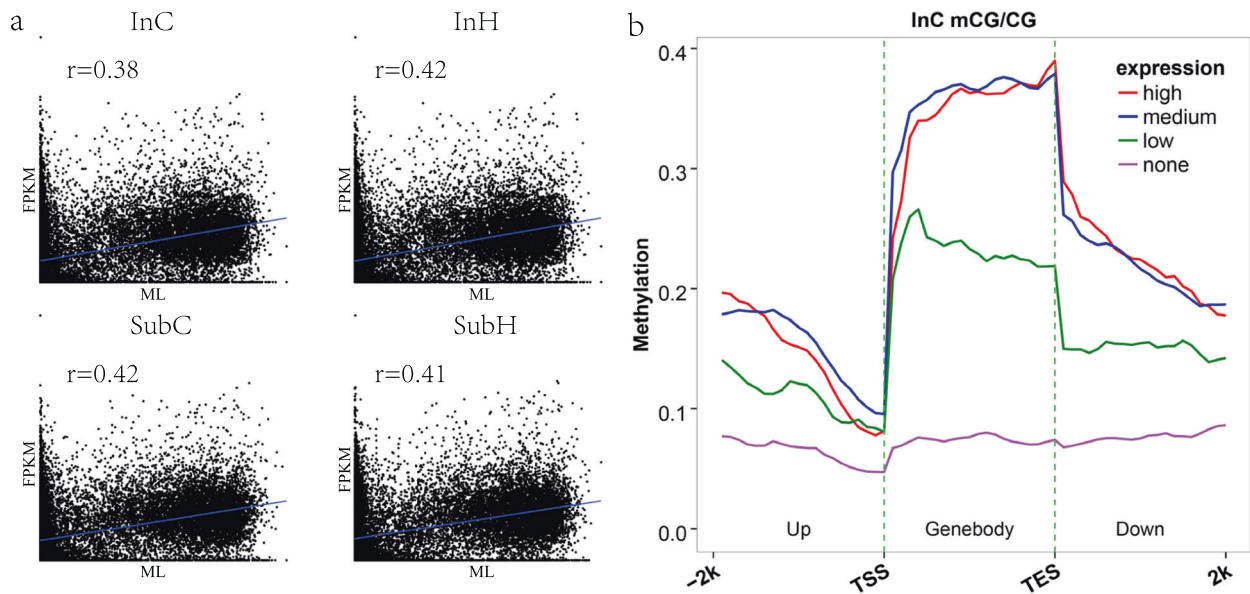 a
InC
r=0.38
FPKM
ML
InH
r=0.42
FPKM
ML
SubC
r=0.42
FPKM
ML
SubH
r=0.41
FPKM
ML
b
InC mCG/CG
Methylation
0.4
0.3
0.2
0.1
0.0
expression
high
medium
low
none
Up
Genebody
Down
−2k
TSS
TES
2k